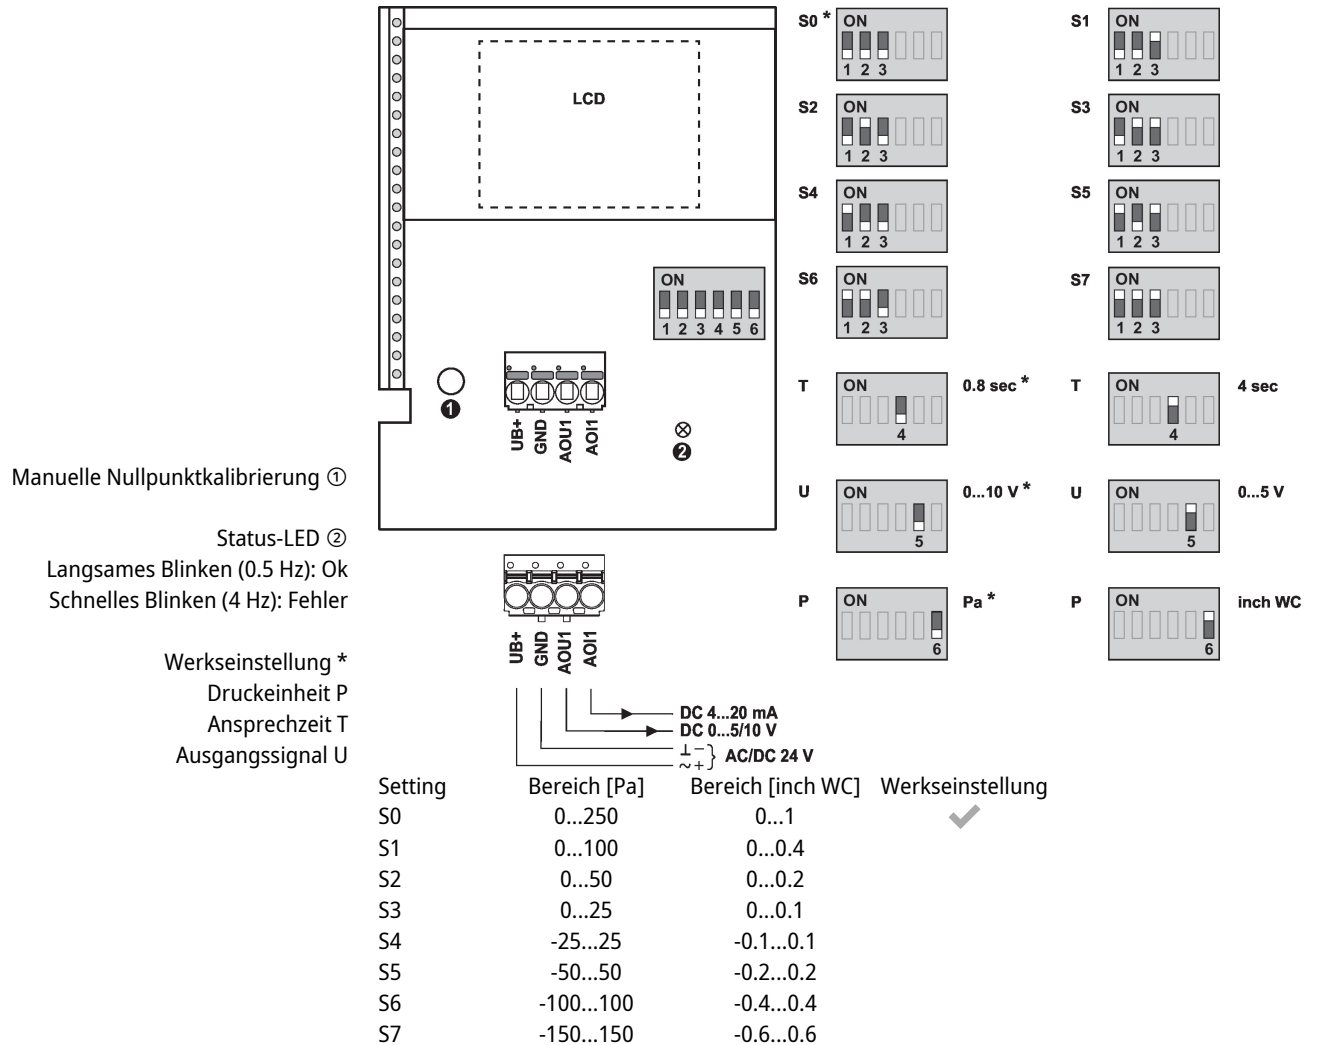 LCD
ON
1 2 3 4 5 6
❶
UB+
GND
AOU1
AOI1
❷
Manuelle Nullpunktkalibrierung ①
Status-LED ②
Langsames Blinken (0.5 Hz): Ok
Schnelles Blinken (4 Hz): Fehler
Werkseinstellung *
Druckeinheit P
Ansprechzeit T
Ausgangssignal U
UB+
GND
AOU1
AOI1
DC 4...20 mA
DC 0...5/10 V
⊥ −
~ +
} AC/DC 24 V
S0 *
ON
1 2 3
S1
ON
1 2 3
S2
ON
1 2 3
S3
ON
1 2 3
S4
ON
1 2 3
S5
ON
1 2 3
S6
ON
1 2 3
S7
ON
1 2 3
T
ON
4
0.8 sec *
T
ON
4
4 sec
U
ON
5
0...10 V *
U
ON
5
0...5 V
P
ON
6
Pa *
P
ON
6
inch WC
Setting Bereich [Pa] Bereich [inch WC] Werkseinstellung
S0 0...250 0...1 ✔
S1 0...100 0...0.4
S2 0...50 0...0.2
S3 0...25 0...0.1
S4 -25...25 -0.1...0.1
S5 -50...50 -0.2...0.2
S6 -100...100 -0.4...0.4
S7 -150...150 -0.6...0.6